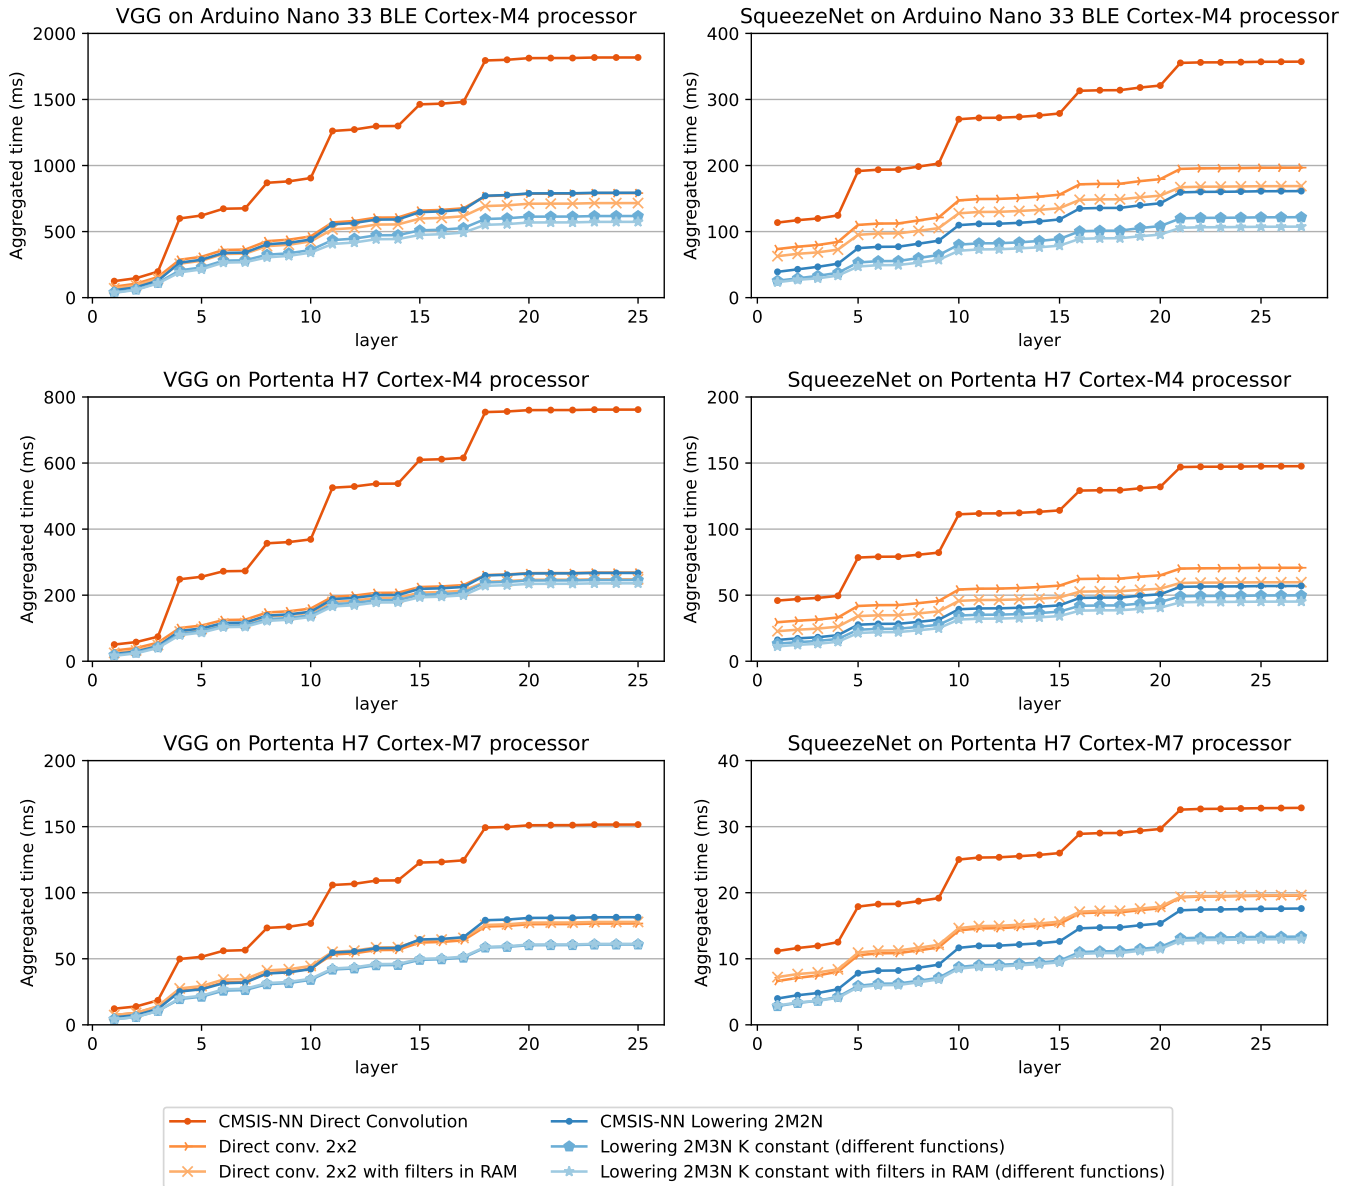 VGG on Arduino Nano 33 BLE Cortex-M4 processor
2000
1500
1000
500
0
Aggregated time (ms)
0 5 10 15 20 25
layer
SqueezeNet on Arduino Nano 33 BLE Cortex-M4 processor
400
300
200
100
0
Aggregated time (ms)
0 5 10 15 20 25
layer
VGG on Portenta H7 Cortex-M4 processor
800
600
400
200
0
Aggregated time (ms)
0 5 10 15 20 25
layer
SqueezeNet on Portenta H7 Cortex-M4 processor
200
150
100
50
0
Aggregated time (ms)
0 5 10 15 20 25
layer
VGG on Portenta H7 Cortex-M7 processor
200
150
100
50
0
Aggregated time (ms)
0 5 10 15 20 25
layer
SqueezeNet on Portenta H7 Cortex-M7 processor
40
30
20
10
0
Aggregated time (ms)
0 5 10 15 20 25
layer
CMSIS-NN Direct Convolution
Direct conv. 2x2
Direct conv. 2x2 with filters in RAM
CMSIS-NN Lowering 2M2N
Lowering 2M3N K constant (different functions)
Lowering 2M3N K constant with filters in RAM (different functions)